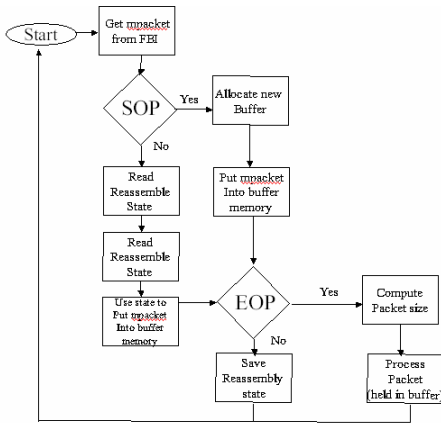 Start
Get mpacket
from FBI
SOP
Yes
Allocate new
Buffer
No
Read
Reassemble
State
Put mpacket
Into buffer
memory
Read
Reassemble
State
Use state to
Put mpacket
Into buffer
memory
EOP
Yes
Compute
Packet size
No
Save
Reassembly
state
Process
Packet
(held in buffer)